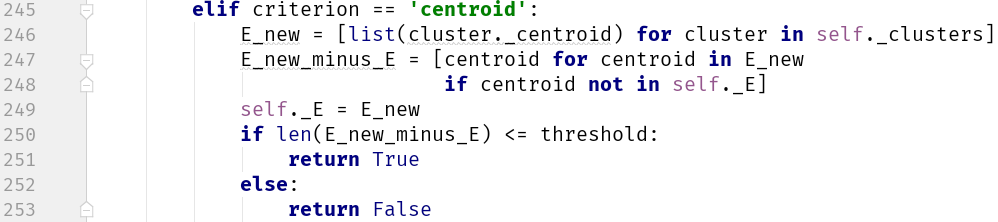 245 elif criterion == 'centroid':
246 E_new = [list(cluster._centroid) for cluster in self._clusters]
247 E_new_minus_E = [centroid for centroid in E_new
248 if centroid not in self._E]
249 self._E = E_new
250 if len(E_new_minus_E) <= threshold:
251 return True
252 else:
253 return False